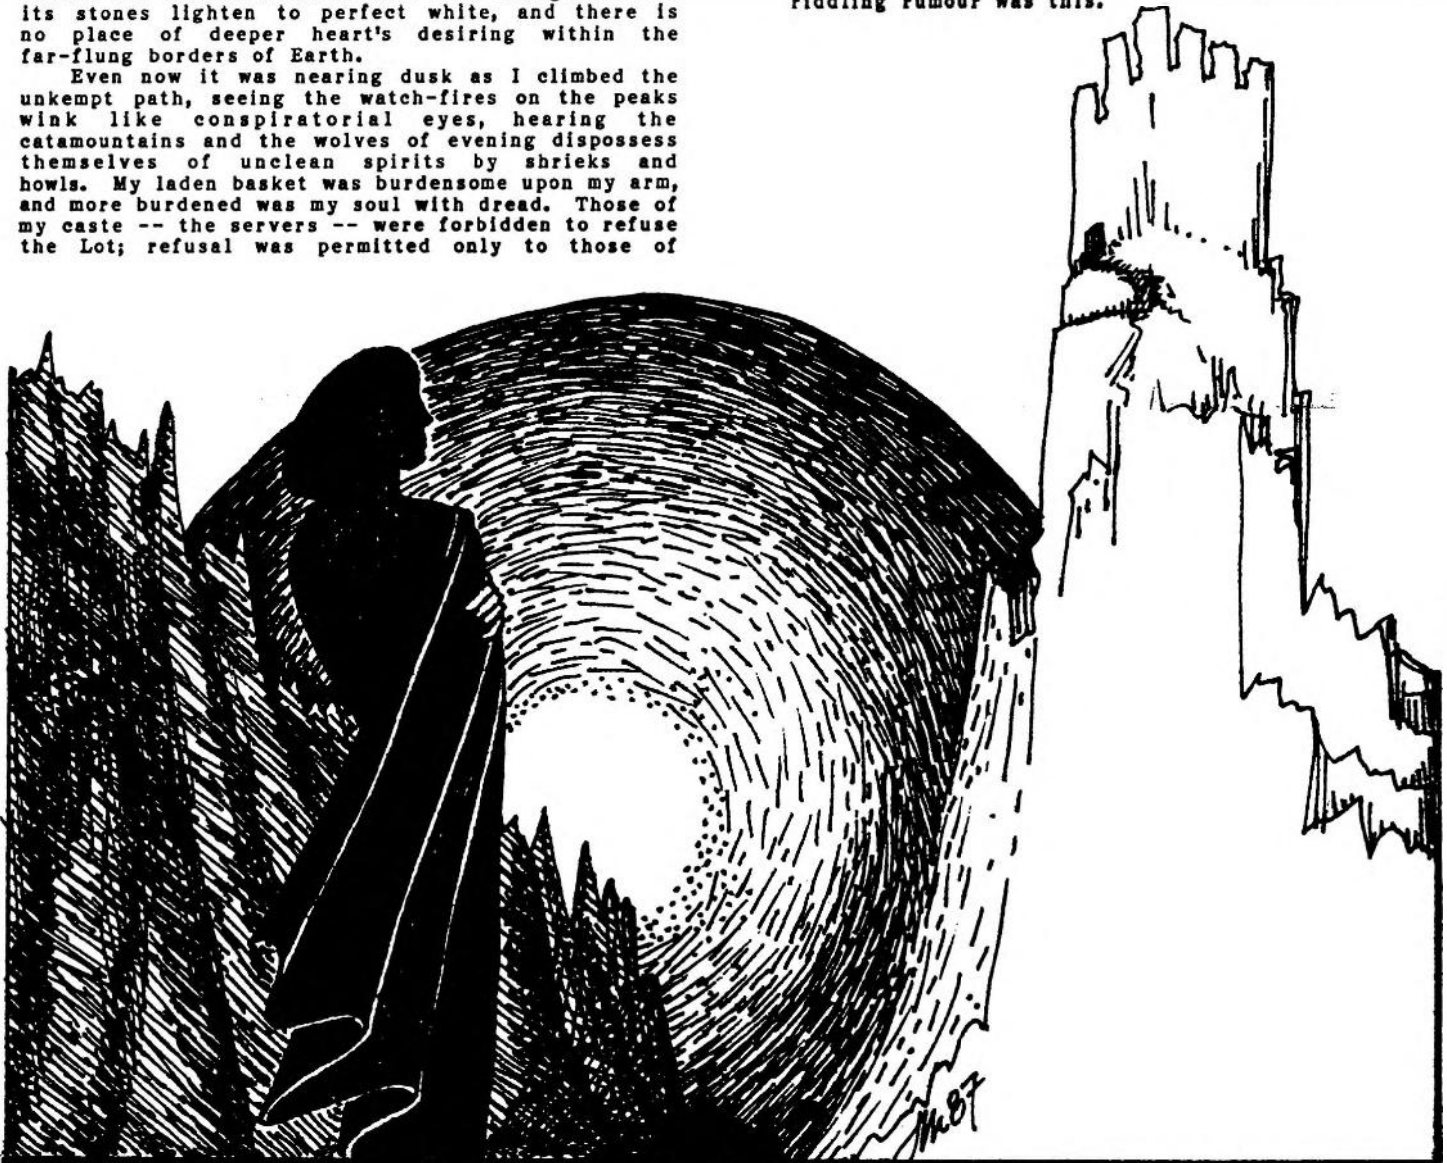 its stones lighten to perfect white, and there is
no place of deeper heart's desiring within the
far-flung borders of Earth.
Even now it was nearing dusk as I climbed the
unkempt path, seeing the watch-fires on the peaks
wink like conspiratorial eyes, hearing the
catamountains and the wolves of evening dispossess
themselves of unclean spirits by shrieks and
howls. My laden basket was burdensome upon my arm,
and more burdened was my soul with dread. Those of
my caste -- the servers -- were forbidden to refuse
the Lot; refusal was permitted only to those of
riddling rumour was this.